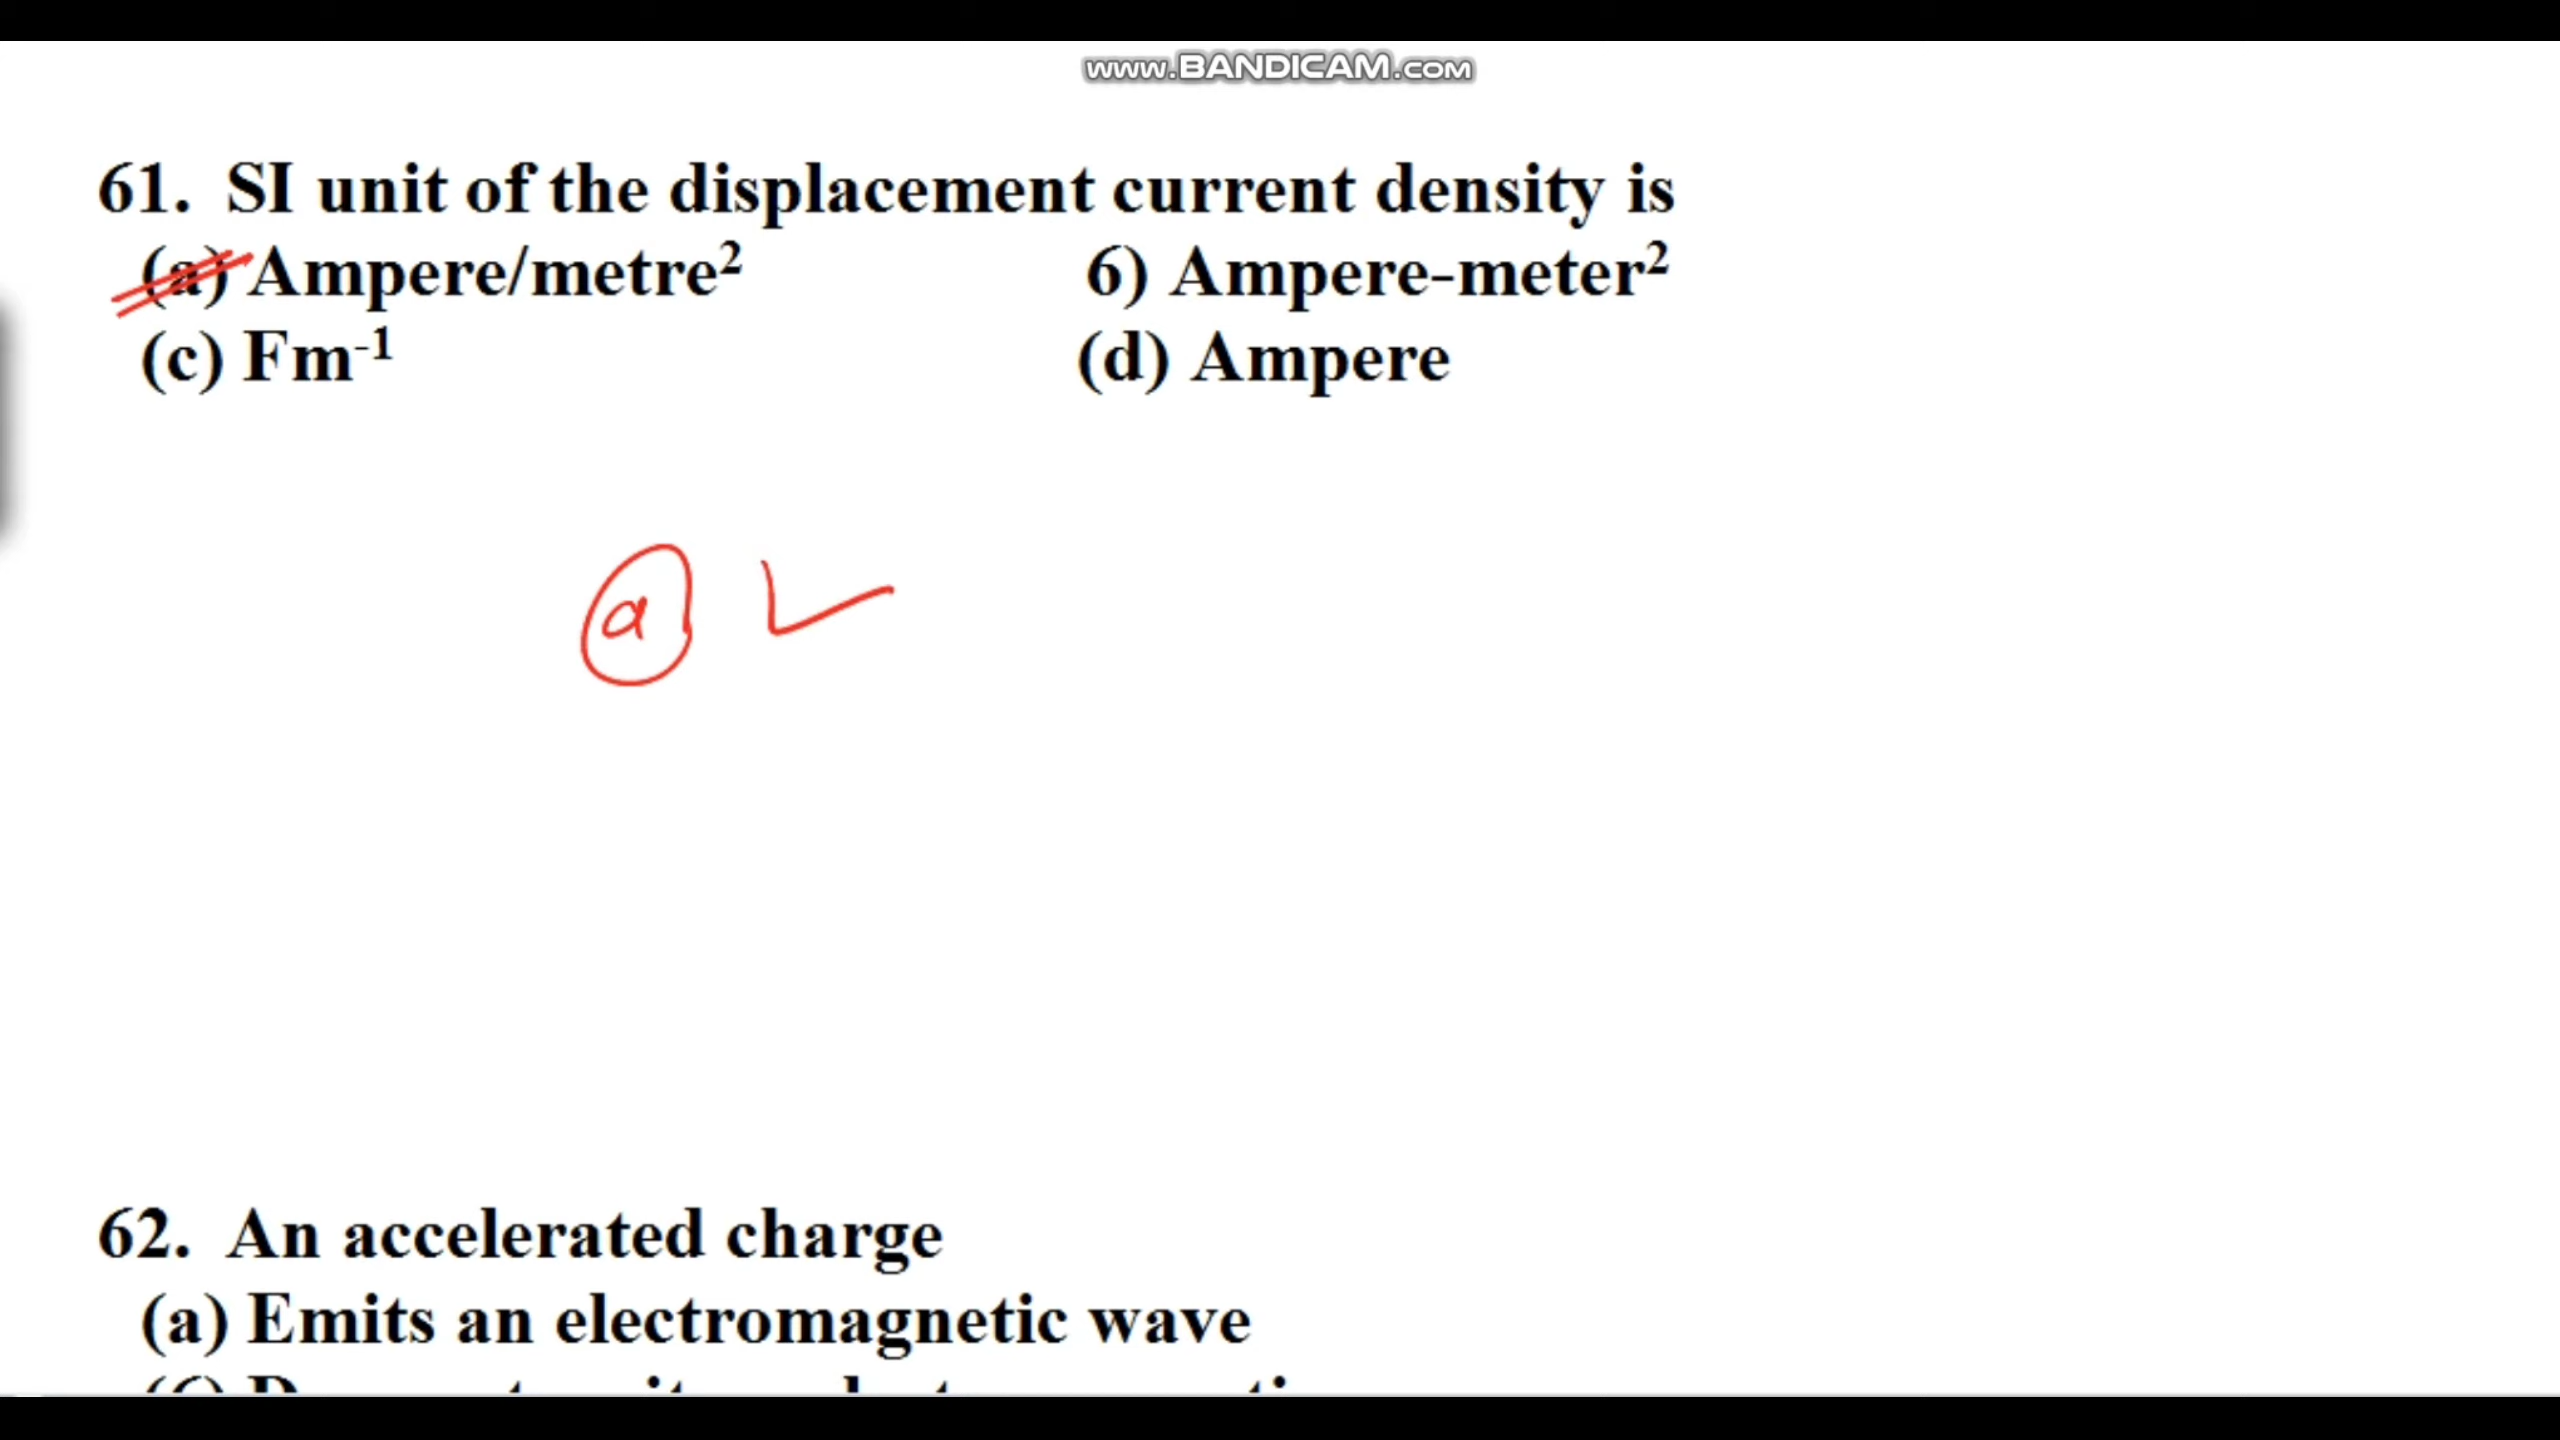 www.BANDICAM.com
61. SI unit of the displacement current density is
(a) Ampere/metre² 6) Ampere-meter²
(c) Fm⁻¹ (d) Ampere
a
62. An accelerated charge
(a) Emits an electromagnetic wave